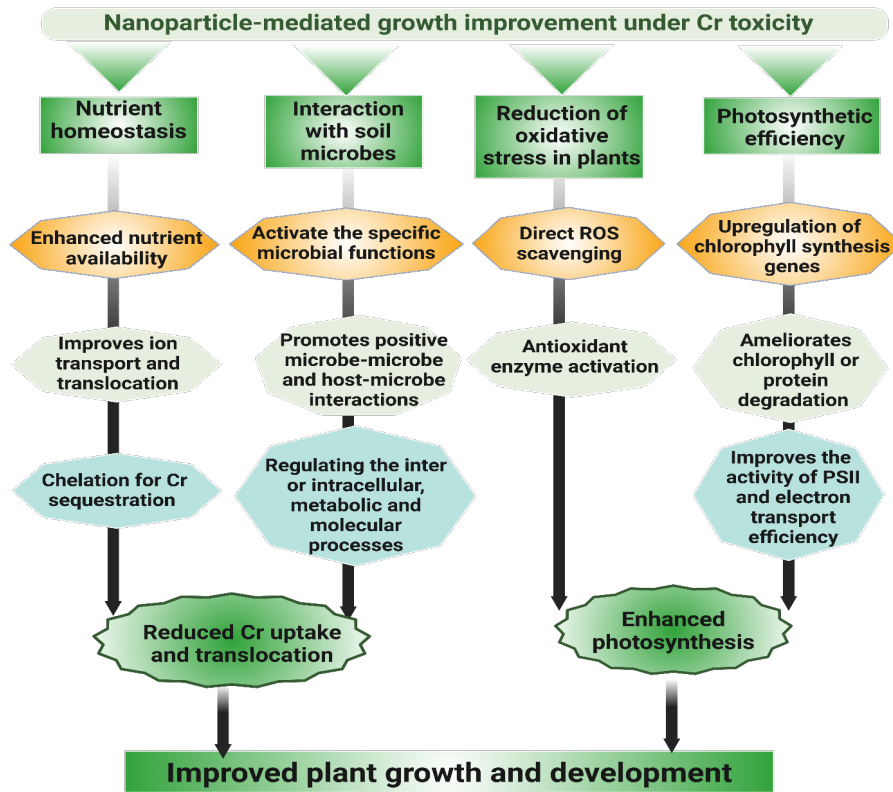 Nanoparticle-mediated growth improvement under Cr toxicity
Nutrient
homeostasis
Enhanced nutrient
availability
Improves ion
transport and
translocation
Chelation for Cr
sequestration
Interaction
with soil
microbes
Activate the specific
microbial functions
Promotes positive
microbe-microbe
and host-microbe
interactions
Regulating the inter
or intracellular,
metabolic and
molecular
processes
Reduction of
oxidative
stress in plants
Direct ROS
scavenging
Antioxidant
enzyme activation
Photosynthetic
efficiency
Upregulation of
chlorophyll synthesis
genes
Ameliorates
chlorophyll or
protein
degradation
Improves the
activity of PSII
and electron
transport
efficiency
Reduced Cr uptake
and translocation
Enhanced
photosynthesis
Improved plant growth and development